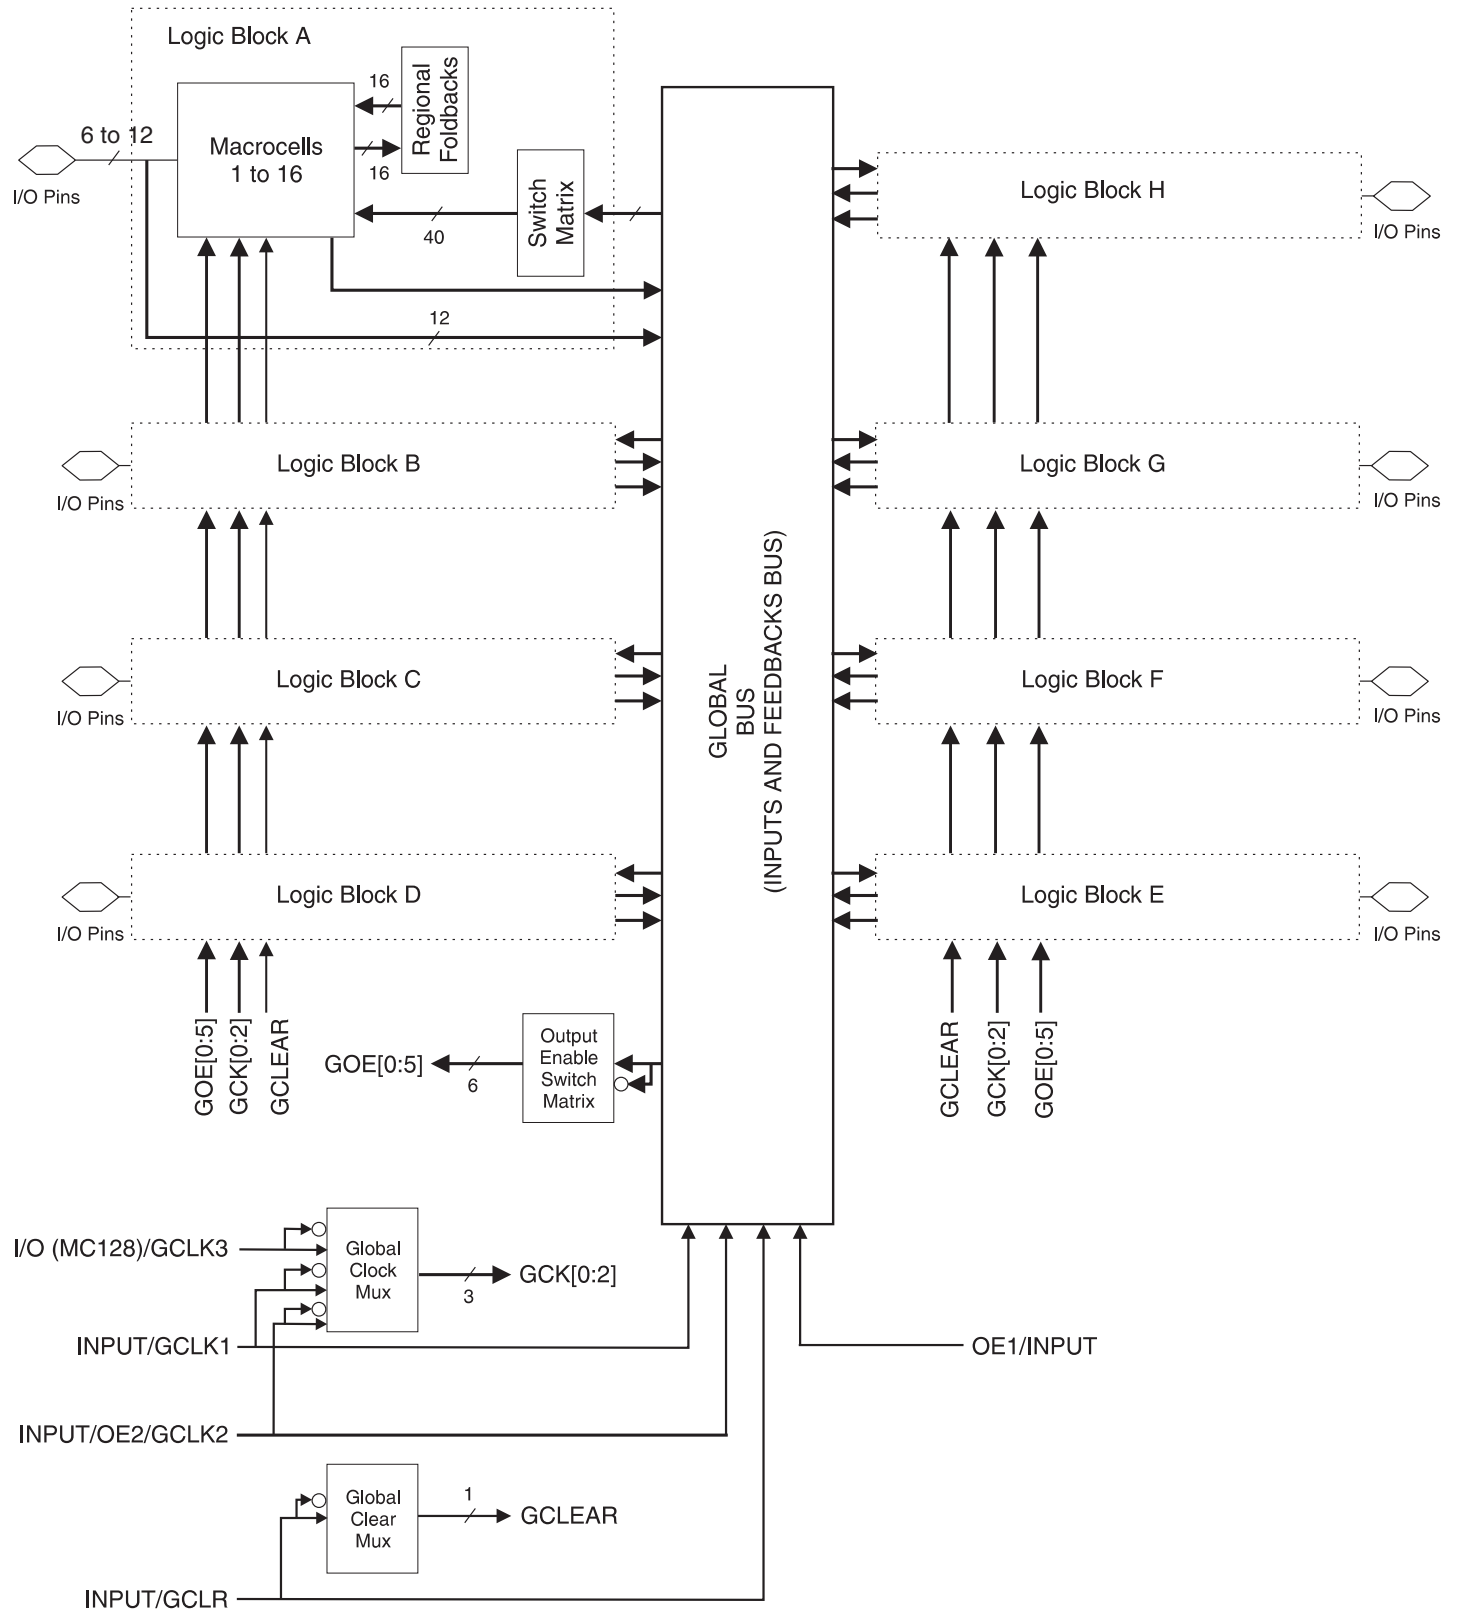 Logic Block A
Regional
Foldbacks
16
16
6 to 12
Macrocells
1 to 16
I/O Pins
Switch
Matrix
40
12
Logic Block H
I/O Pins
Logic Block B
I/O Pins
Logic Block G
I/O Pins
Logic Block C
I/O Pins
GLOBAL
BUS
(INPUTS AND FEEDBACKS BUS)
Logic Block F
I/O Pins
Logic Block D
I/O Pins
Logic Block E
I/O Pins
GOE[0:5]
GCK[0:2]
GCLEAR
GCLEAR
GCK[0:2]
GOE[0:5]
GOE[0:5]
6
Output
Enable
Switch
Matrix
I/O (MC128)/GCLK3
Global
Clock
Mux
3
GCK[0:2]
INPUT/GCLK1
OE1/INPUT
INPUT/OE2/GCLK2
Global
Clear
Mux
1
GCLEAR
INPUT/GCLR